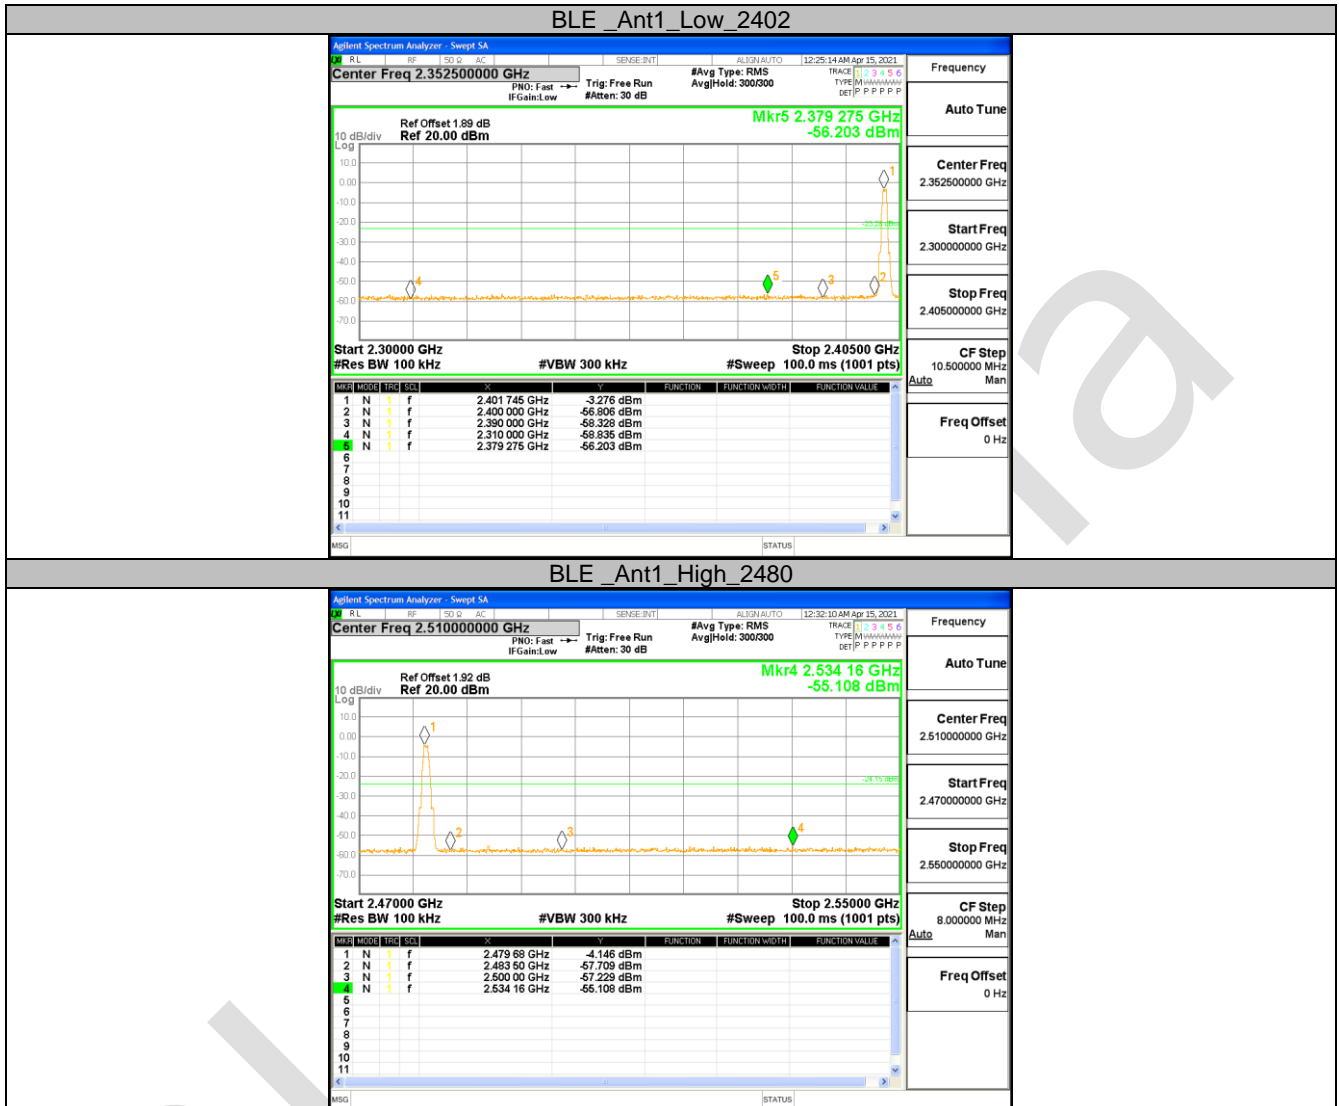 BLE _Ant1_Low_2402
Agilent Spectrum Analyzer - Swept SA
RL RF 50 Ω AC SENSE:INT ALIGN AUTO 12:25:14 AM Apr 15, 2021
Center Freq 2.352500000 GHz
PNO: Fast
IFGain:Low
Trig: Free Run
#Atten: 30 dB
#Avg Type: RMS
Avg|Hold: 300/300
TRACE 1 2 3 4 5 6
TYPE M
DET P P P P P P
Mkr5 2.379 275 GHz
-56.203 dBm
Ref Offset 1.89 dB
10 dB/div Ref 20.00 dBm
Log
10.0
0.00
-10.0
-20.0
-30.0
-40.0
-50.0
-60.0
-70.0
1
2
3
4
5
Start 2.30000 GHz Stop 2.40500 GHz
#Res BW 100 kHz #VBW 300 kHz #Sweep 100.0 ms (1001 pts)
MKR MODE TRC SCL X Y FUNCTION FUNCTION WIDTH FUNCTION VALUE
1 N 1 f 2.401 745 GHz -3.276 dBm
2 N 1 f 2.400 000 GHz -56.806 dBm
3 N 1 f 2.390 000 GHz -58.328 dBm
4 N 1 f 2.310 000 GHz -58.835 dBm
5 N 1 f 2.379 275 GHz -56.203 dBm
6
7
8
9
10
11
MSG STATUS
Frequency
Auto Tune
Center Freq
2.352500000 GHz
Start Freq
2.300000000 GHz
Stop Freq
2.405000000 GHz
CF Step
10.500000 MHz
Auto Man
Freq Offset
0 Hz
BLE _Ant1_High_2480
Agilent Spectrum Analyzer - Swept SA
RL RF 50 Ω AC SENSE:INT ALIGN AUTO 12:32:10 AM Apr 15, 2021
Center Freq 2.510000000 GHz
PNO: Fast
IFGain:Low
Trig: Free Run
#Atten: 30 dB
#Avg Type: RMS
Avg|Hold: 300/300
TRACE 1 2 3 4 5 6
TYPE M
DET P P P P P P
Mkr4 2.534 16 GHz
-55.108 dBm
Ref Offset 1.92 dB
10 dB/div Ref 20.00 dBm
Log
10.0
0.00
-10.0
-20.0
-24.15 dBm
-30.0
-40.0
-50.0
-60.0
-70.0
1
2
3
4
Start 2.47000 GHz Stop 2.55000 GHz
#Res BW 100 kHz #VBW 300 kHz #Sweep 100.0 ms (1001 pts)
MKR MODE TRC SCL X Y FUNCTION FUNCTION WIDTH FUNCTION VALUE
1 N 1 f 2.479 68 GHz -4.146 dBm
2 N 1 f 2.483 50 GHz -57.709 dBm
3 N 1 f 2.500 00 GHz -57.229 dBm
4 N 1 f 2.534 16 GHz -55.108 dBm
5
6
7
8
9
10
11
MSG STATUS
Frequency
Auto Tune
Center Freq
2.510000000 GHz
Start Freq
2.470000000 GHz
Stop Freq
2.550000000 GHz
CF Step
8.000000 MHz
Auto Man
Freq Offset
0 Hz